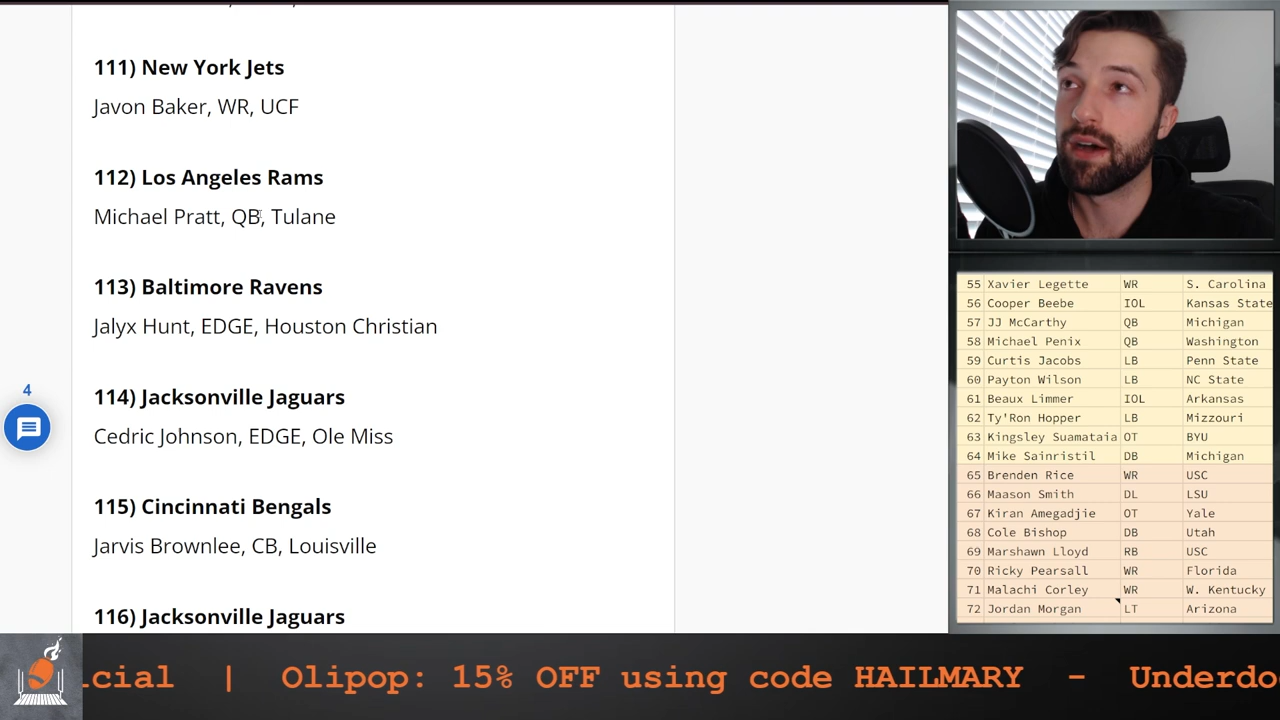 111) New York Jets
Javon Baker, WR, UCF
112) Los Angeles Rams
Michael Pratt, QB, Tulane
113) Baltimore Ravens
Jalyx Hunt, EDGE, Houston Christian
4
114) Jacksonville Jaguars
Cedric Johnson, EDGE, Ole Miss
115) Cincinnati Bengals
Jarvis Brownlee, CB, Louisville
116) Jacksonville Jaguars
55 Xavier Legette WR S. Carolina
56 Cooper Beebe IOL Kansas State
57 JJ McCarthy QB Michigan
58 Michael Penix QB Washington
59 Curtis Jacobs LB Penn State
60 Payton Wilson LB NC State
61 Beaux Limmer IOL Arkansas
62 Ty'Ron Hopper LB Mizzouri
63 Kingsley Suamataia OT BYU
64 Mike Sainristil DB Michigan
65 Brenden Rice WR USC
66 Maason Smith DL LSU
67 Kiran Amegadjie OT Yale
68 Cole Bishop DB Utah
69 Marshawn Lloyd RB USC
70 Ricky Pearsall WR Florida
71 Malachi Corley WR W. Kentucky
72 Jordan Morgan LT Arizona
cial | Olipop: 15% OFF using code HAILMARY - Underdo